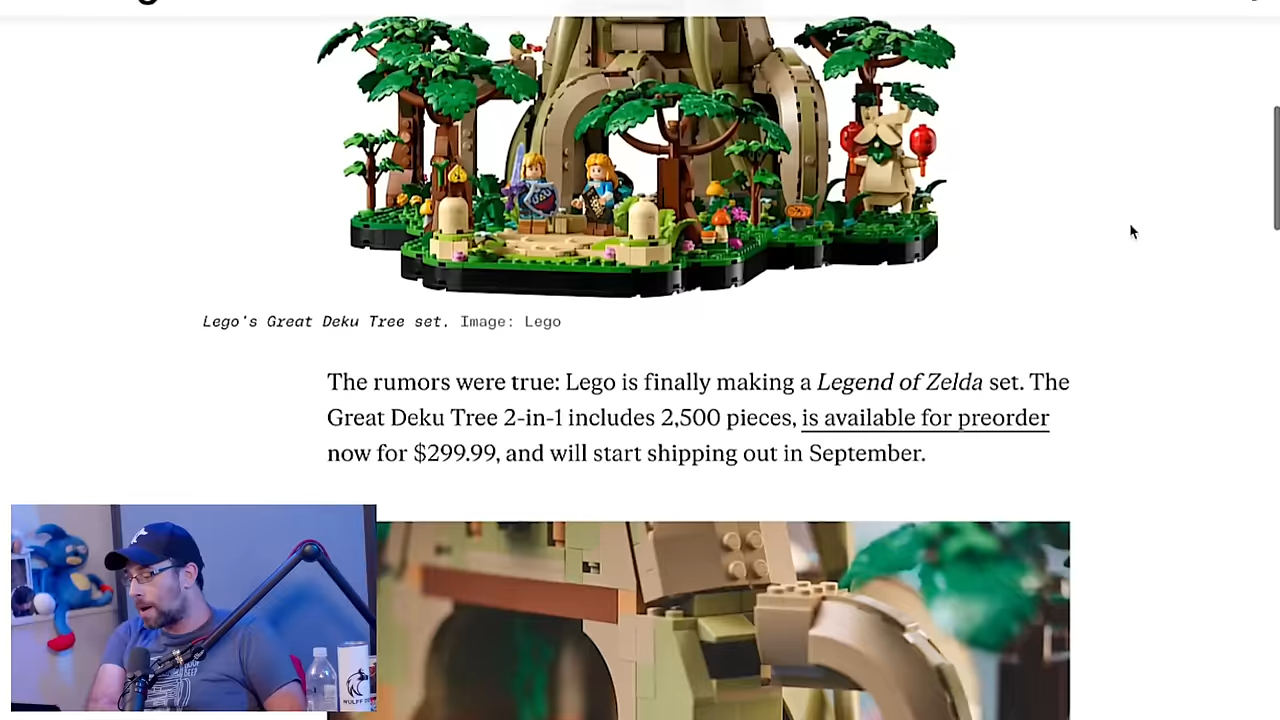 Lego's Great Deku Tree set. Image: Lego
The rumors were true: Lego is finally making a Legend of Zelda set. The
Great Deku Tree 2-in-1 includes 2,500 pieces, is available for preorder
now for $299.99, and will start shipping out in September.